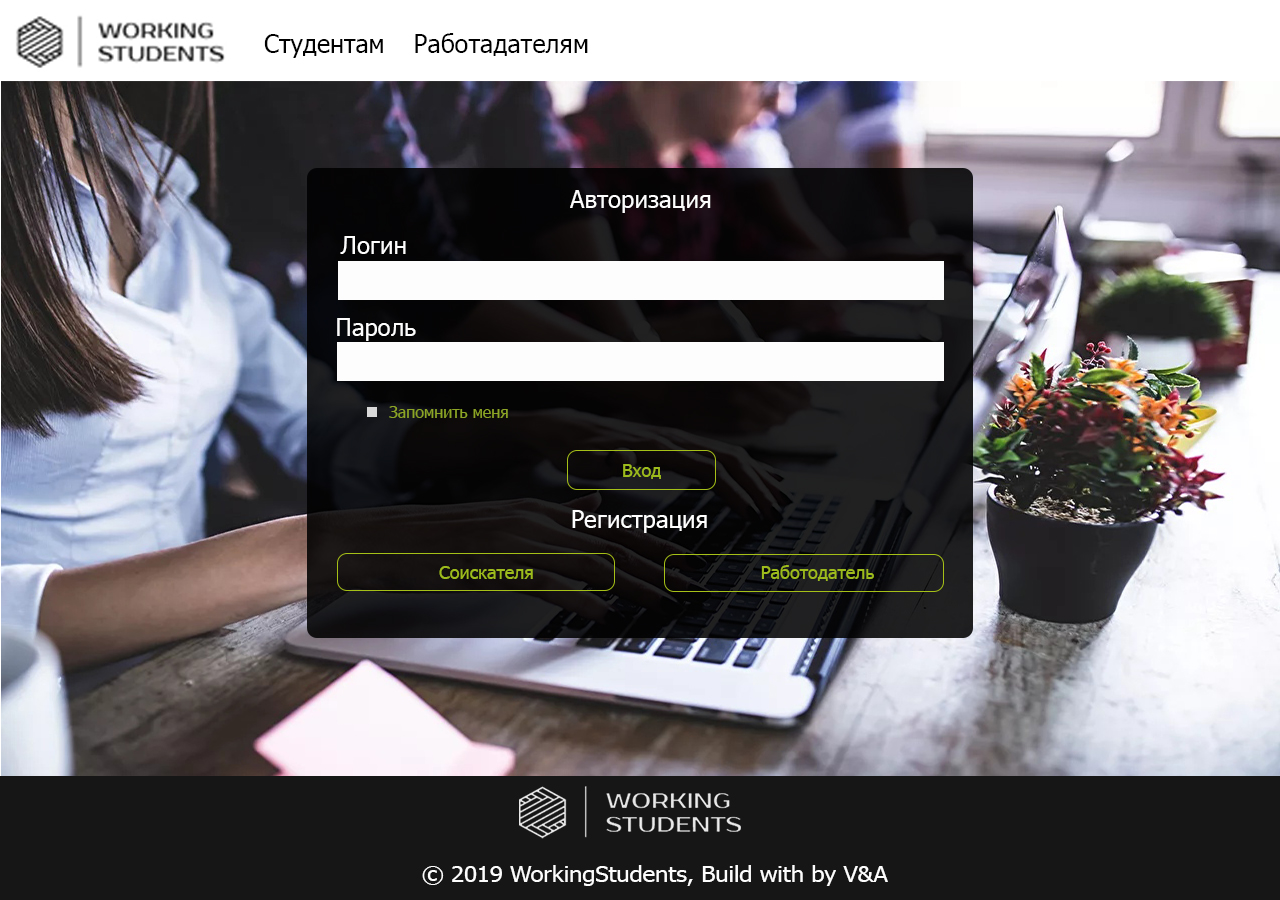 WORKING
STUDENTS
Студентам Работадателям
Авторизация
Логин
Пароль
Запомнить меня
Вход
Регистрация
Соискателя Работодатель
WORKING
STUDENTS
© 2019 WorkingStudents, Build with by V&A